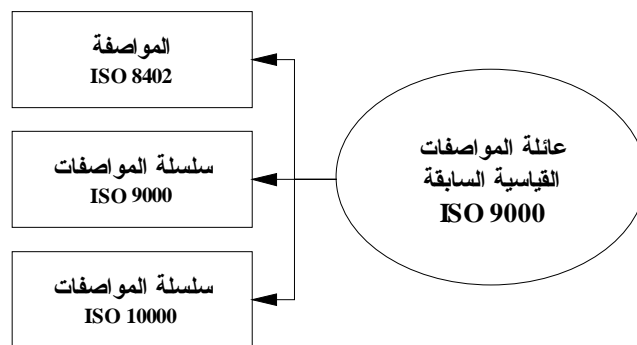 المواصفة
ISO 8402
سلسلة المواصفات
ISO 9000
سلسلة المواصفات
ISO 10000
عائلة المواصفات
القياسية السابقة
ISO 9000